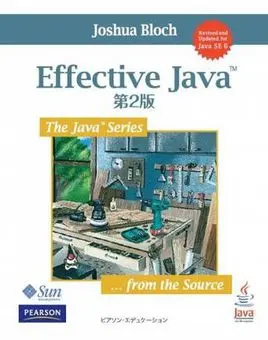 Joshua Bloch
Revised and
Updated for
Java SE 6
Effective Java™
第2版
The Java™ Series
... from the Source
Sun
PEARSON
Java
ピアソン・エデュケーション